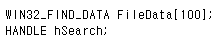 WIN32_FIND_DATA FileData[100];
HANDLE hSearch;